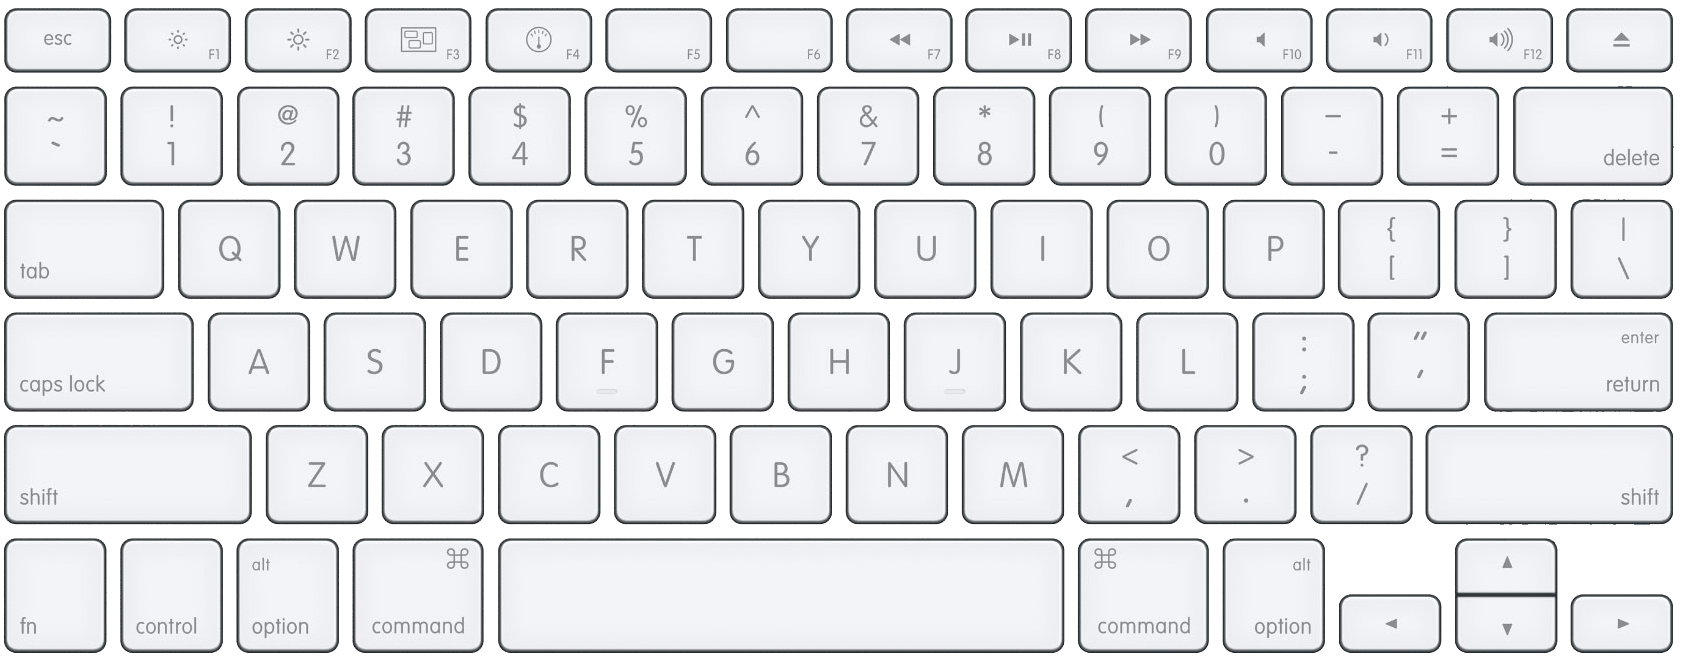 esc F1 F2 F3 F4 F5 F6 F7 F8 F9 F10 F11 F12
~ ! @ # $ % ^ & * ( ) — +
` 1 2 3 4 5 6 7 8 9 0 - = delete
tab Q W E R T Y U I O P { [ } ] | \
caps lock A S D F G H J K L : ; " ' enter return
shift Z X C V B N M < , > . ? / shift
fn control alt option ⌘ command ⌘ command alt option ◀ ▲ ▼ ▶